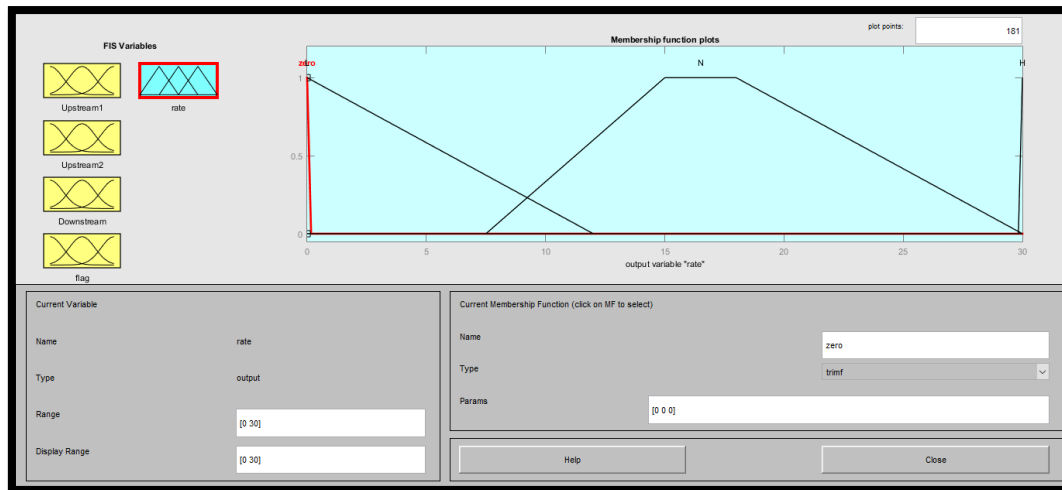 plot points:
181
FIS Variables
Membership function plots
Upstream1
rate
Upstream2
Downstream
flag
zero
N
H
1
0.5
0
0 5 10 15 20 25 30
output variable "rate"
Current Variable
Name rate
Type output
Range [0 30]
Display Range [0 30]
Current Membership Function (click on MF to select)
Name zero
Type trimf
Params [0 0 0]
Help
Close